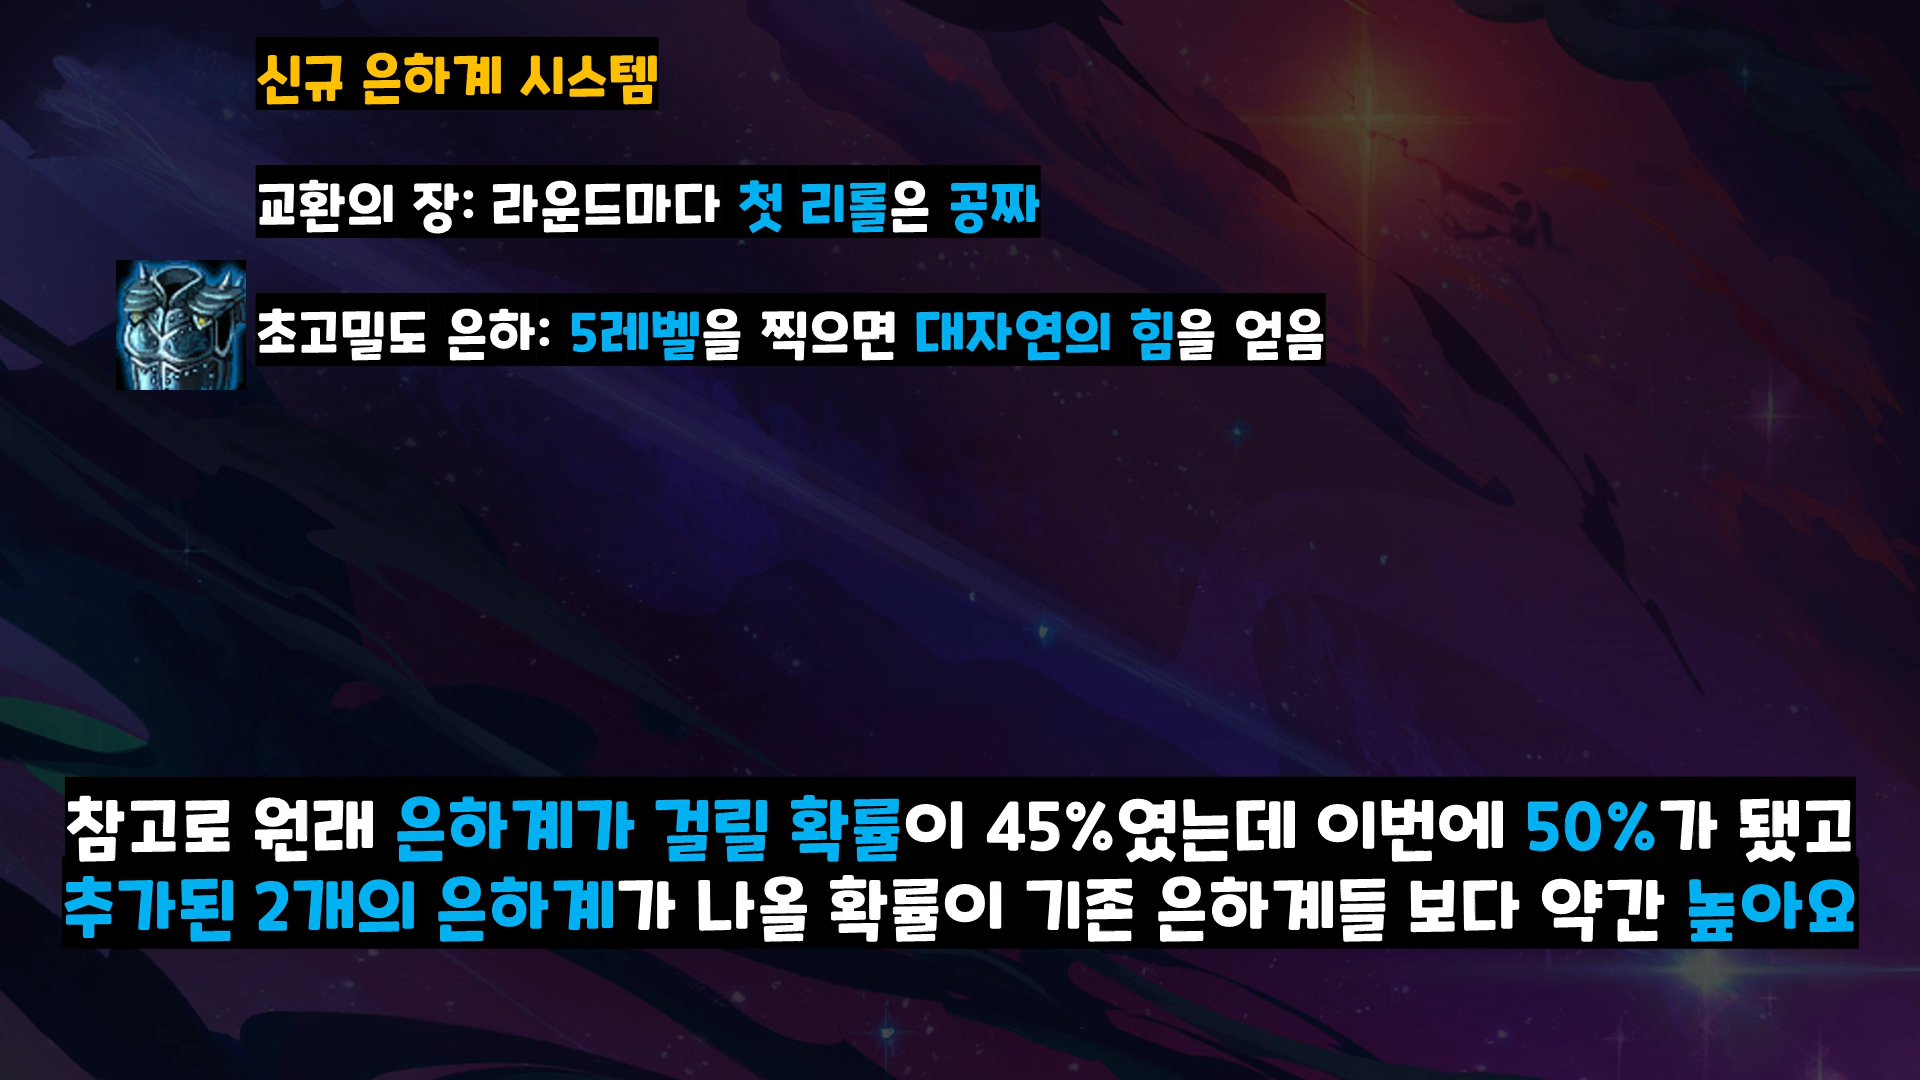 신규 은하계 시스템
교환의 장: 라운드마다 첫 리롤은 공짜
초고밀도 은하: 5레벨을 찍으면 대자연의 힘을 얻음
참고로 원래 은하계가 걸릴 확률이 45%였는데 이번에 50%가 됐고
추가된 2개의 은하계가 나올 확률이 기존 은하계들 보다 약간 높아요